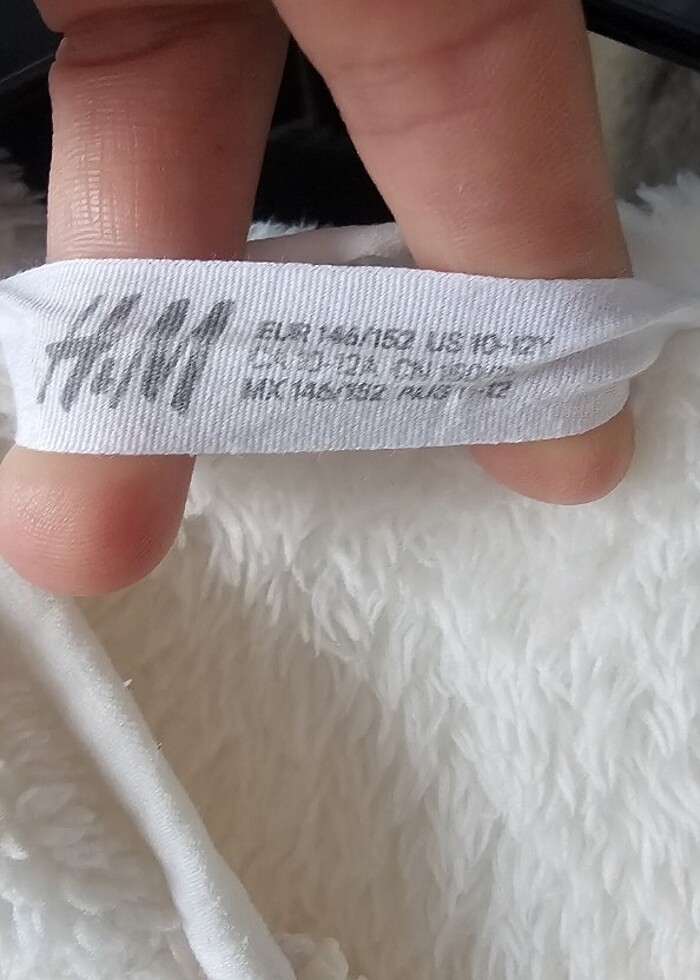 H&M
EUR 146/152 US 10-12Y
CA 10-12A CN
MX 146/152 AUS